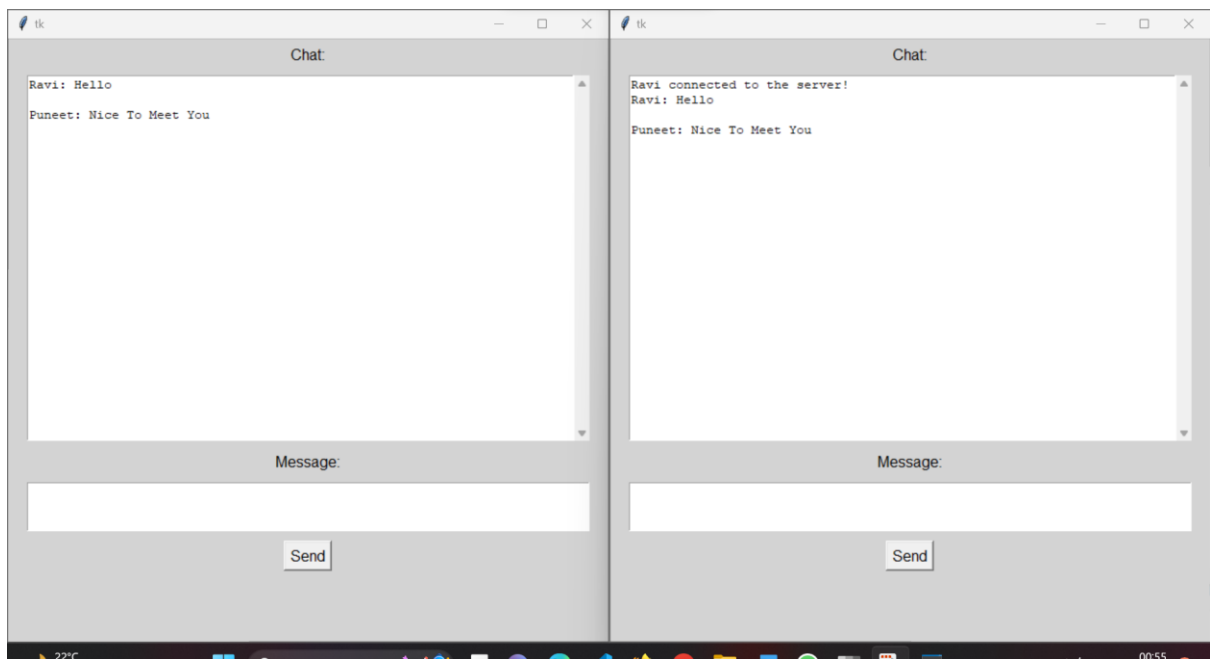 tk
Chat:
Ravi: Hello
Puneet: Nice To Meet You
Message:
Send
tk
Chat:
Ravi connected to the server!
Ravi: Hello
Puneet: Nice To Meet You
Message:
Send
22°C
00:55